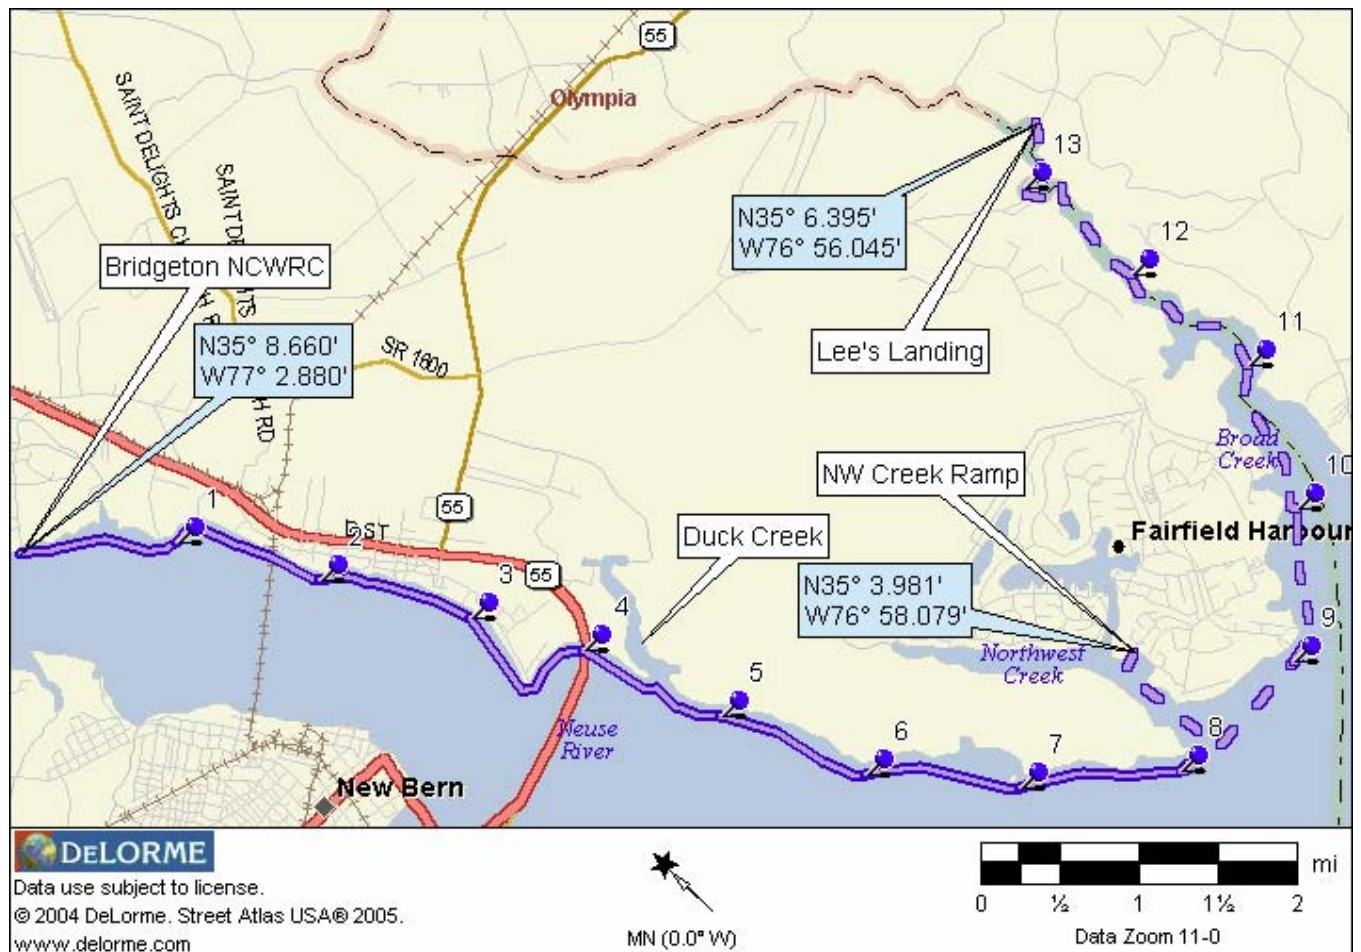 55
Olympia
13
SAINT DELIGHTS CH
N35° 6.395'
W76° 56.045'
12
Bridgeton NCWRC
N35° 8.660'
W77° 2.880'
SR 1600
Lee's Landing
11
H RD
Broad
Creek
NW Creek Ramp
10
1
55
ST
2
Duck Creek
Fairfield Harbour
3
55
N35° 3.981'
W76° 58.079'
4
9
Northwest
Creek
5
Neuse
River
6
7
8
New Bern
DELORME
Data use subject to license.
© 2004 DeLorme. Street Atlas USA® 2005.
www.delorme.com
MN (0.0° W)
mi
0 ½ 1 1½ 2
Data Zoom 11-0